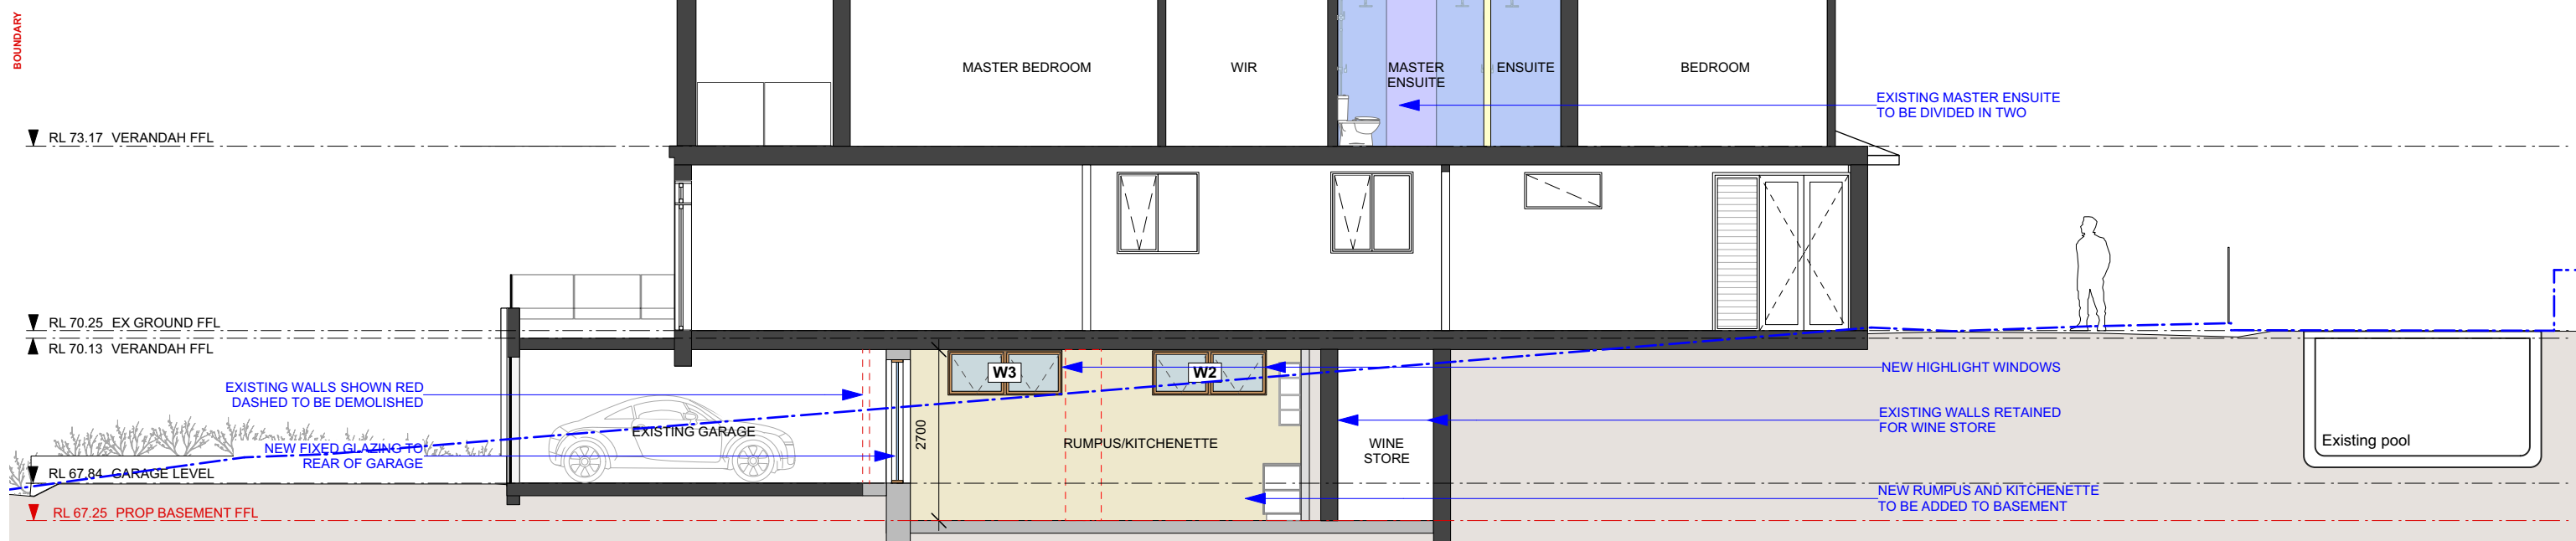 BOUNDARY
MASTER BEDROOM
WIR
MASTER
ENSUITE
ENSUITE
BEDROOM
EXISTING MASTER ENSUITE
TO BE DIVIDED IN TWO
RL 73.17 VERANDAH FFL
RL 70.25 EX GROUND FFL
RL 70.13 VERANDAH FFL
W3
W2
NEW HIGHLIGHT WINDOWS
EXISTING WALLS SHOWN RED
DASHED TO BE DEMOLISHED
EXISTING WALLS RETAINED
FOR WINE STORE
EXISTING GARAGE
2700
RUMPUS/KITCHENETTE
WINE
STORE
Existing pool
NEW FIXED GLAZING TO
REAR OF GARAGE
RL 67.84 GARAGE LEVEL
NEW RUMPUS AND KITCHENETTE
TO BE ADDED TO BASEMENT
RL 67.25 PROP BASEMENT FFL